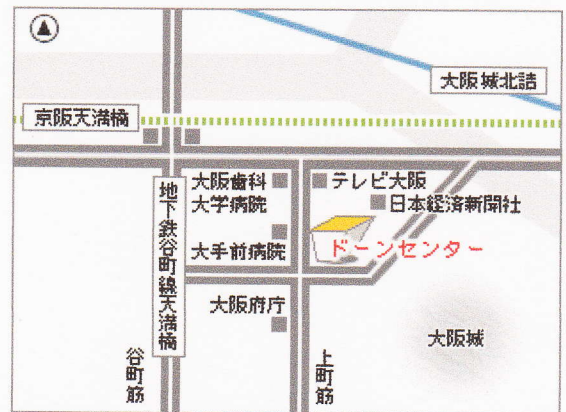 大阪城北詰
京阪天満橋
大阪歯科
大学病院
テレビ大阪
日本経済新聞社
地下鉄谷町線天満橋
大手前病院
ドーンセンター
大阪府庁
大阪城
谷町筋
上町筋